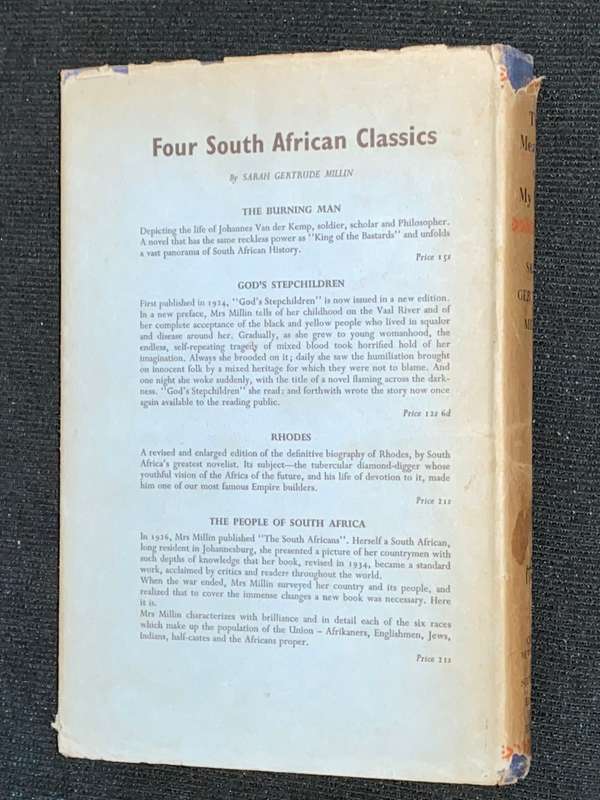 Four South African Classics
By SARAH GERTRUDE MILLIN
THE BURNING MAN
Depicting the life of Johannes Van der Kemp, soldier, scholar and Philosopher.
A novel that has the same reckless power as "King of the Bastards" and unfolds
a vast panorama of South African History.
Price 15s
GOD'S STEPCHILDREN
First published in 1924, "God's Stepchildren" is now issued in a new edition.
In a new preface, Mrs Millin tells of her childhood on the Vaal River and of
her complete acceptance of the black and yellow people who lived in squalor
and disease around her. Gradually, as she grew to young womanhood, the
endless, self-repeating tragedy of mixed blood took horrified hold of her
imagination. Always she brooded on it; daily she saw the humiliation brought
on innocent folk by a mixed heritage for which they were not to blame. And
one night she woke suddenly, with the title of a novel flaming across the dark-
ness. "God's Stepchildren" she read; and forthwith wrote the story now once
again available to the reading public.
Price 12s 6d
RHODES
A revised and enlarged edition of the definitive biography of Rhodes, by South
Africa's greatest novelist. Its subject—the tubercular diamond-digger whose
youthful vision of the Africa of the future, and his life of devotion to it, made
him one of our most famous Empire builders.
Price 21s
THE PEOPLE OF SOUTH AFRICA
In 1926, Mrs Millin published "The South Africans". Herself a South African,
long resident in Johannesburg, she presented a picture of her countrymen with
such depths of knowledge that her book, revised in 1934, became a standard
work, acclaimed by critics and readers throughout the world.
When the war ended, Mrs Millin surveyed her country and its people, and
realized that to cover the immense changes a new book was necessary. Here
it is.
Mrs Millin characterizes with brilliance and in detail each of the six races
which make up the population of the Union – Afrikaners, Englishmen, Jews,
Indians, half-castes and the Africans proper.
Price 21s
My